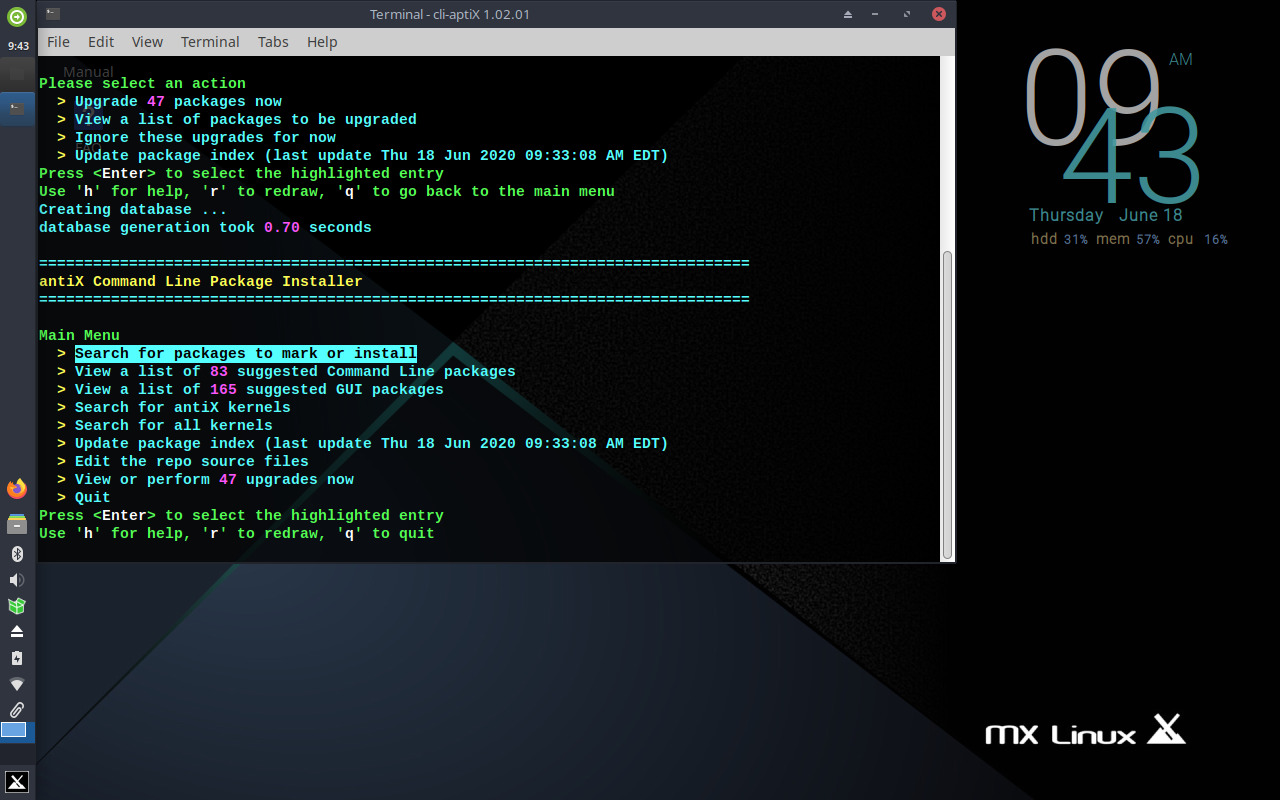 Terminal - cli-aptiX 1.02.01
File Edit View Terminal Tabs Help
9:43
Manual
FAQ
Please select an action
> Upgrade 47 packages now
> View a list of packages to be upgraded
> Ignore these upgrades for now
> Update package index (last update Thu 18 Jun 2020 09:33:08 AM EDT)
Press <Enter> to select the highlighted entry
Use 'h' for help, 'r' to redraw, 'q' to go back to the main menu
Creating database ...
database generation took 0.70 seconds
===============================================================================
antiX Command Line Package Installer
===============================================================================
Main Menu
> Search for packages to mark or install
> View a list of 83 suggested Command Line packages
> View a list of 165 suggested GUI packages
> Search for antiX kernels
> Search for all kernels
> Update package index (last update Thu 18 Jun 2020 09:33:08 AM EDT)
> Edit the repo source files
> View or perform 47 upgrades now
> Quit
Press <Enter> to select the highlighted entry
Use 'h' for help, 'r' to redraw, 'q' to quit
09 AM
43
Thursday June 18
hdd 31% mem 57% cpu 16%
MX Linux